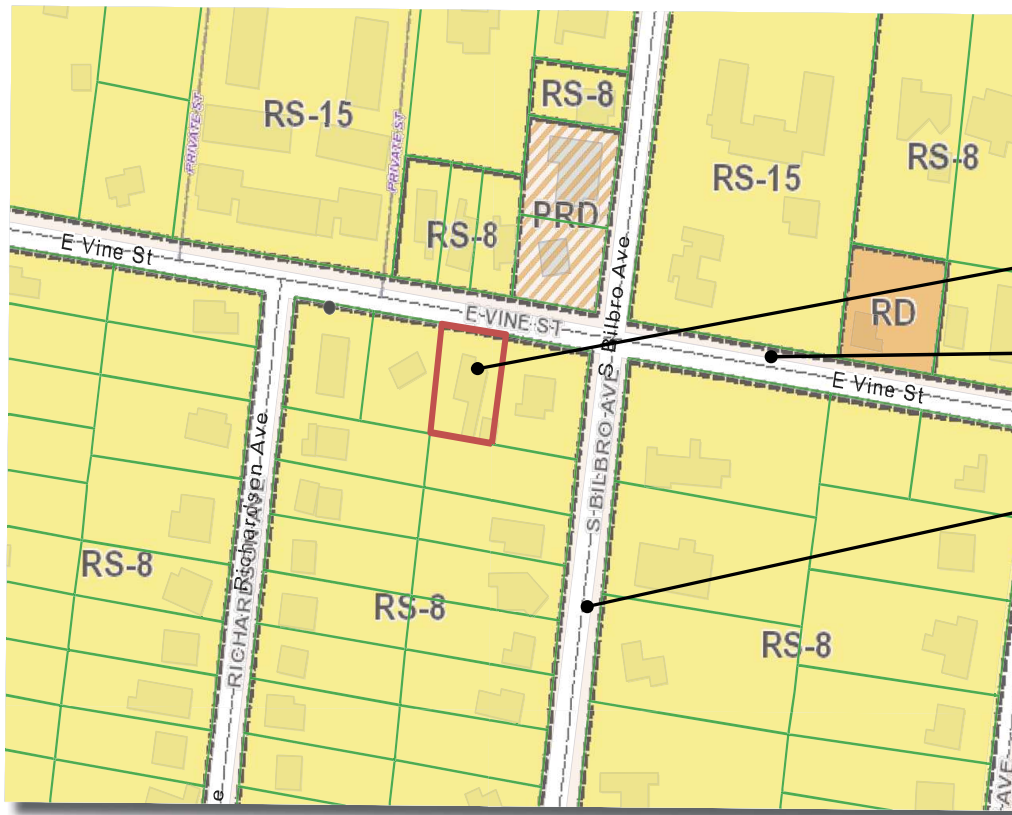 RS-8
RS-15
PRIVATE ST
PRIVATE ST
RS-8
RS-15
PRD
RS-8
E Vine St
E VINE ST
S Bilbro Ave
RD
E Vine St
S BILBRO AVE
Richardson Ave
RICHARDSON AVE
RS-8
RS-8
RS-8
AVE
e